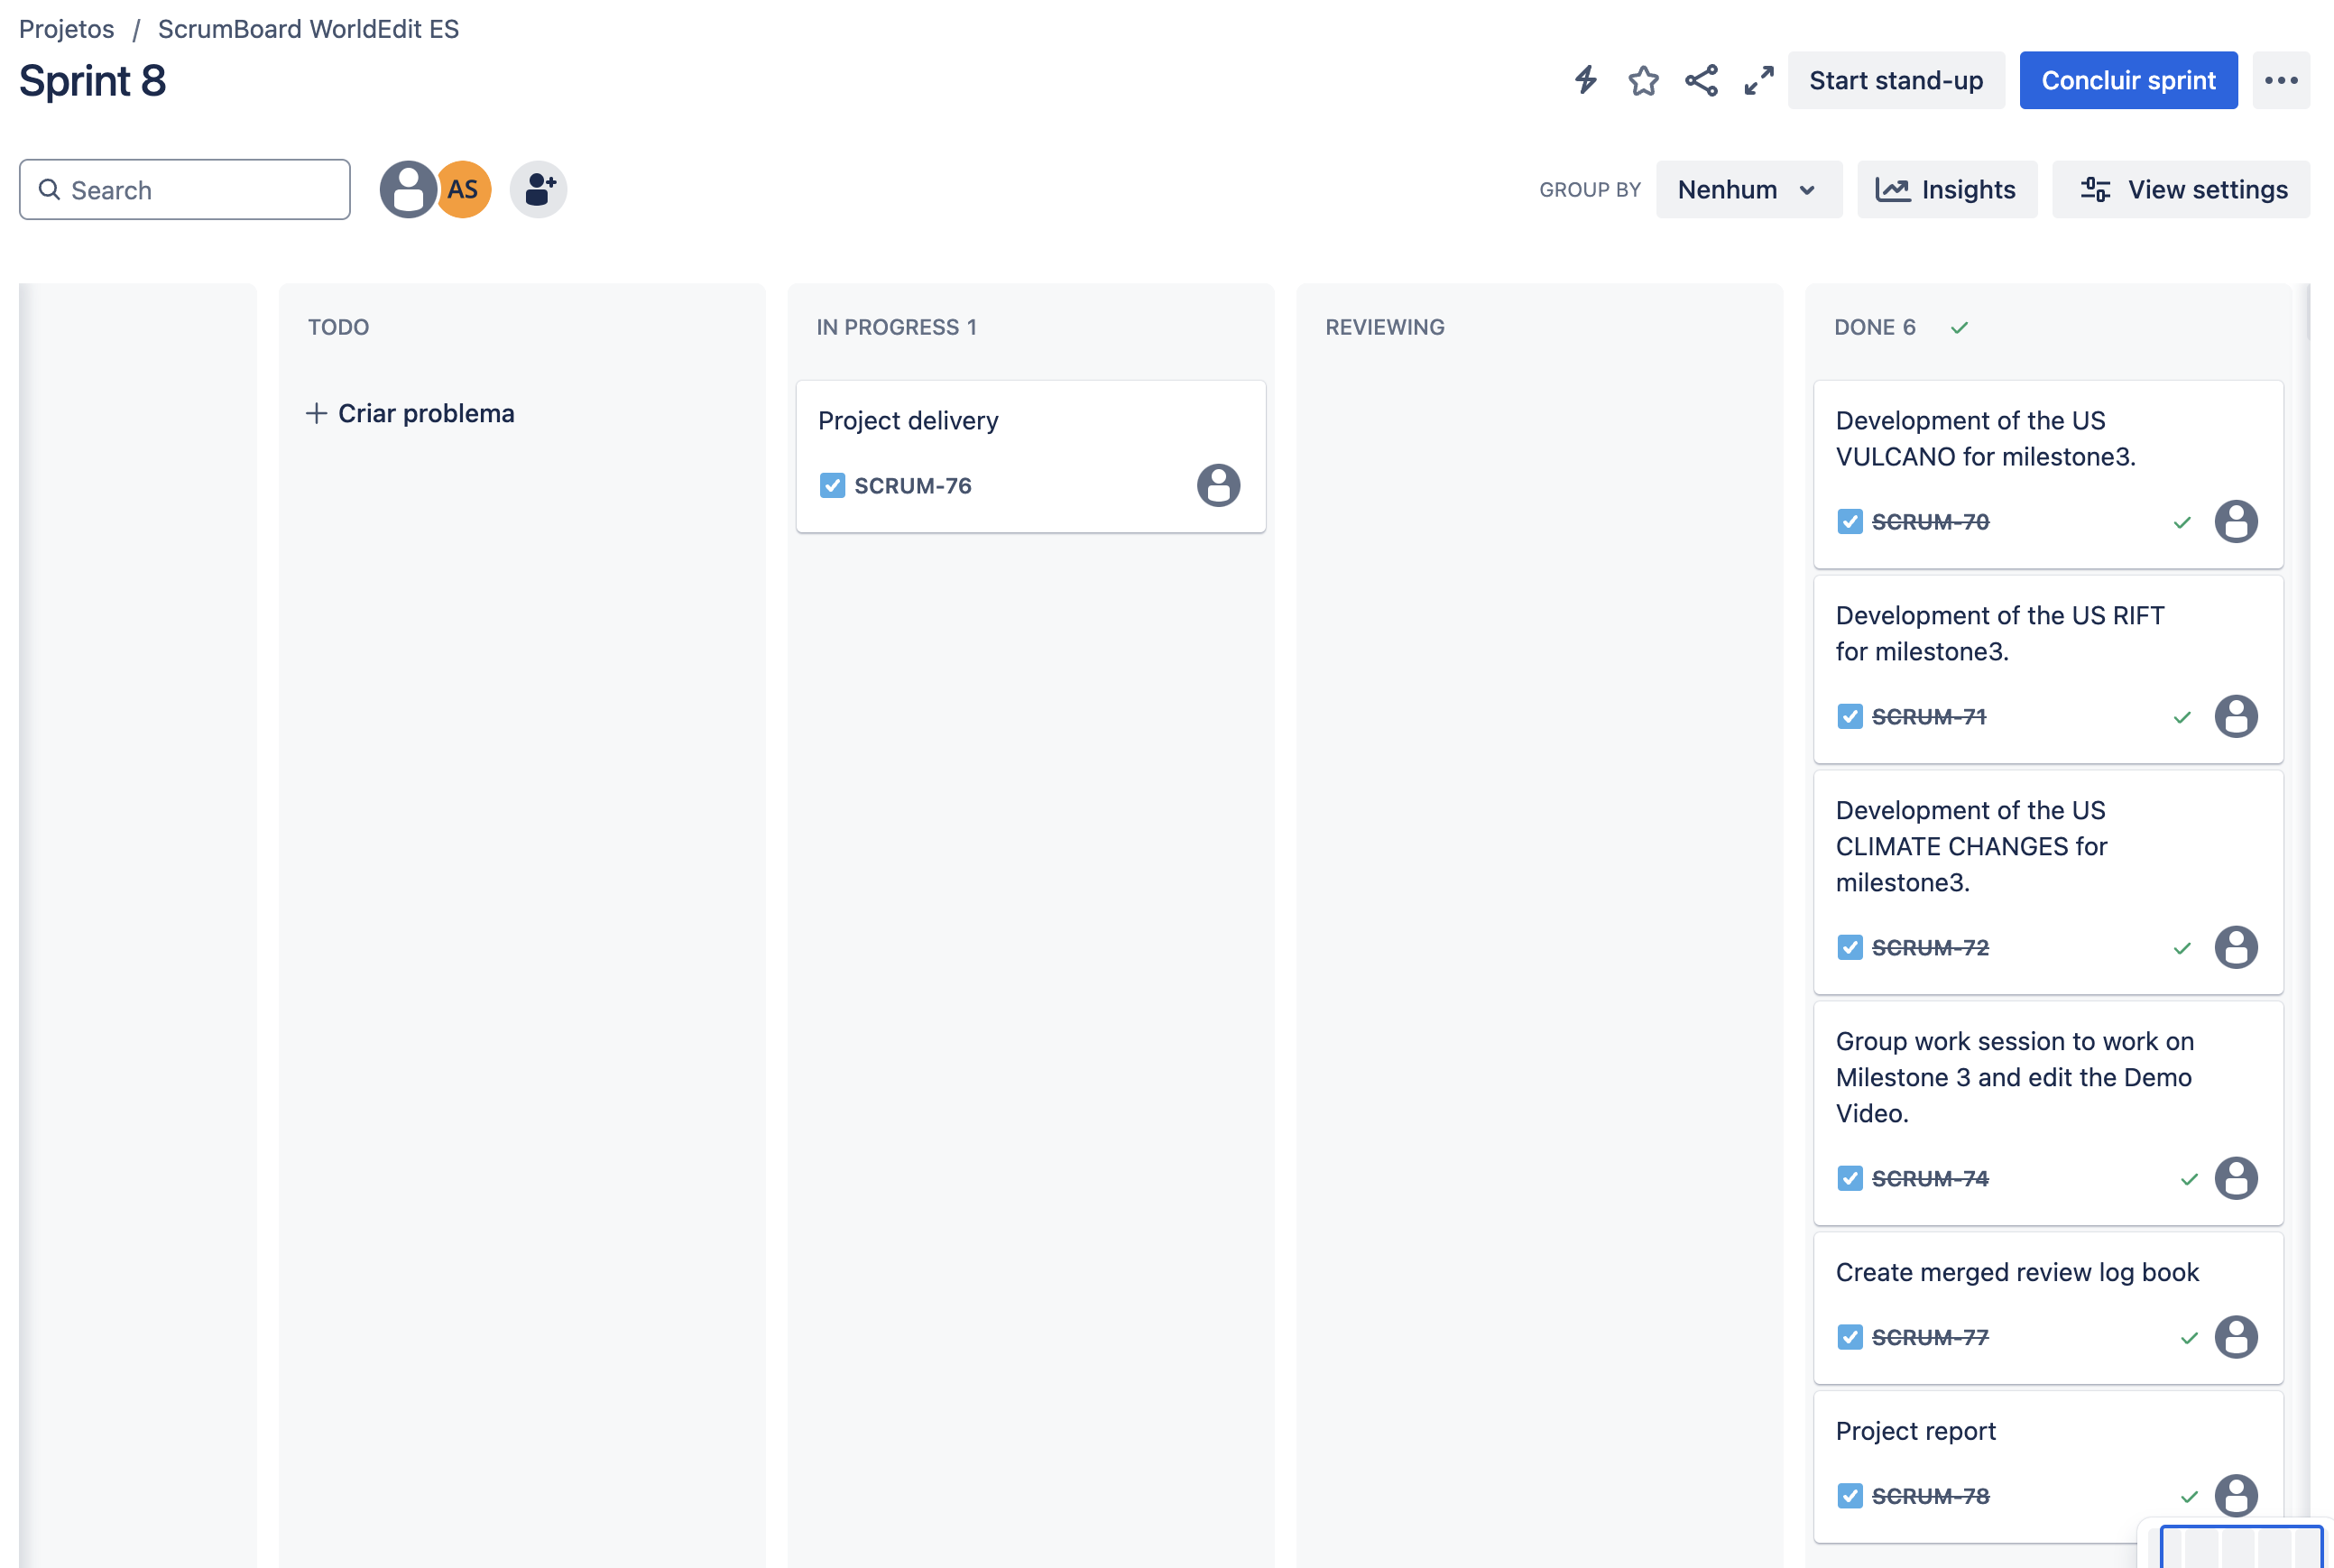 Projetos / ScrumBoard WorldEdit ES
Sprint 8
Start stand-up
Concluir sprint
Search
AS
GROUP BY
Nenhum
Insights
View settings
TODO
Criar problema
IN PROGRESS 1
Project delivery
SCRUM-76
REVIEWING
DONE 6
Development of the US
VULCANO for milestone3.
SCRUM-70
Development of the US RIFT
for milestone3.
SCRUM-71
Development of the US
CLIMATE CHANGES for
milestone3.
SCRUM-72
Group work session to work on
Milestone 3 and edit the Demo
Video.
SCRUM-74
Create merged review log book
SCRUM-77
Project report
SCRUM-78